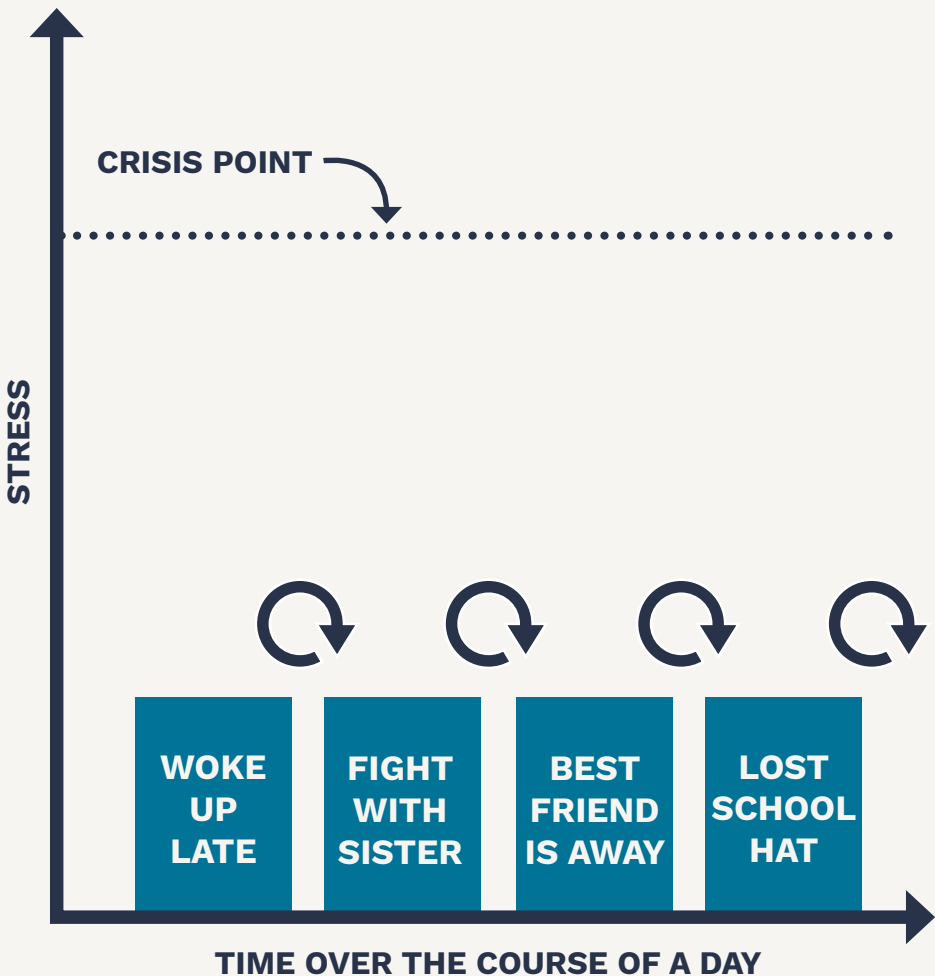 CRISIS POINT
STRESS
WOKE
UP
LATE
FIGHT
WITH
SISTER
BEST
FRIEND
IS AWAY
LOST
SCHOOL
HAT
TIME OVER THE COURSE OF A DAY